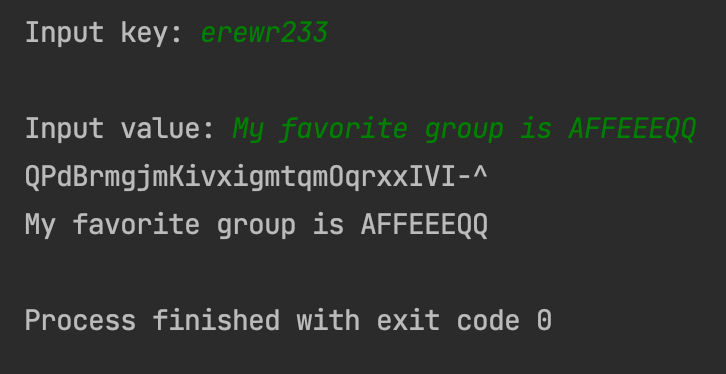 Input key: erewr233
Input value: My favorite group is AFFEEEQQ
QPdBrmgjmKivxigmtqmOqrxxIVI-^
My favorite group is AFFEEEQQ
Process finished with exit code 0